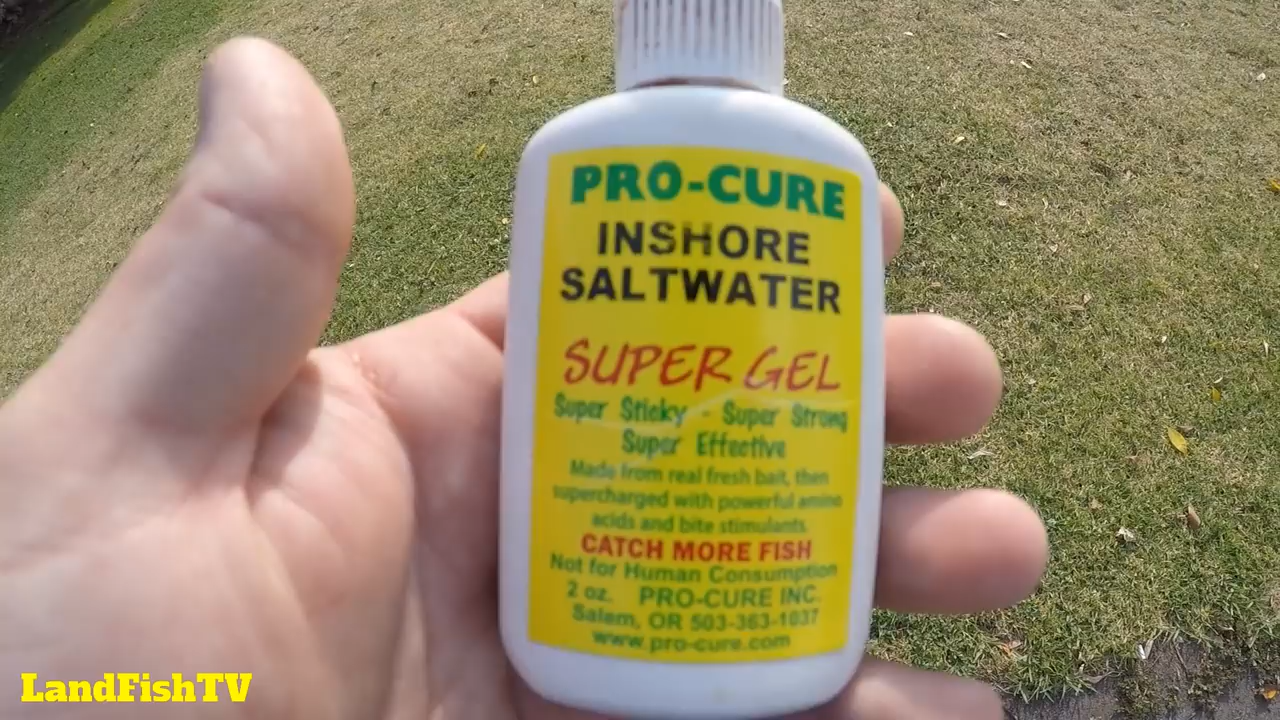 PRO-CURE
INSHORE
SALTWATER
SUPER GEL
Super Sticky - Super Strong
Super Effective
Made from real fresh bait, then
supercharged with powerful amino
acids and bite stimulants.
CATCH MORE FISH
Not for Human Consumption
2 oz. PRO-CURE INC.
Salem, OR 503-363-1037
www.pro-cure.com
LandFishTV